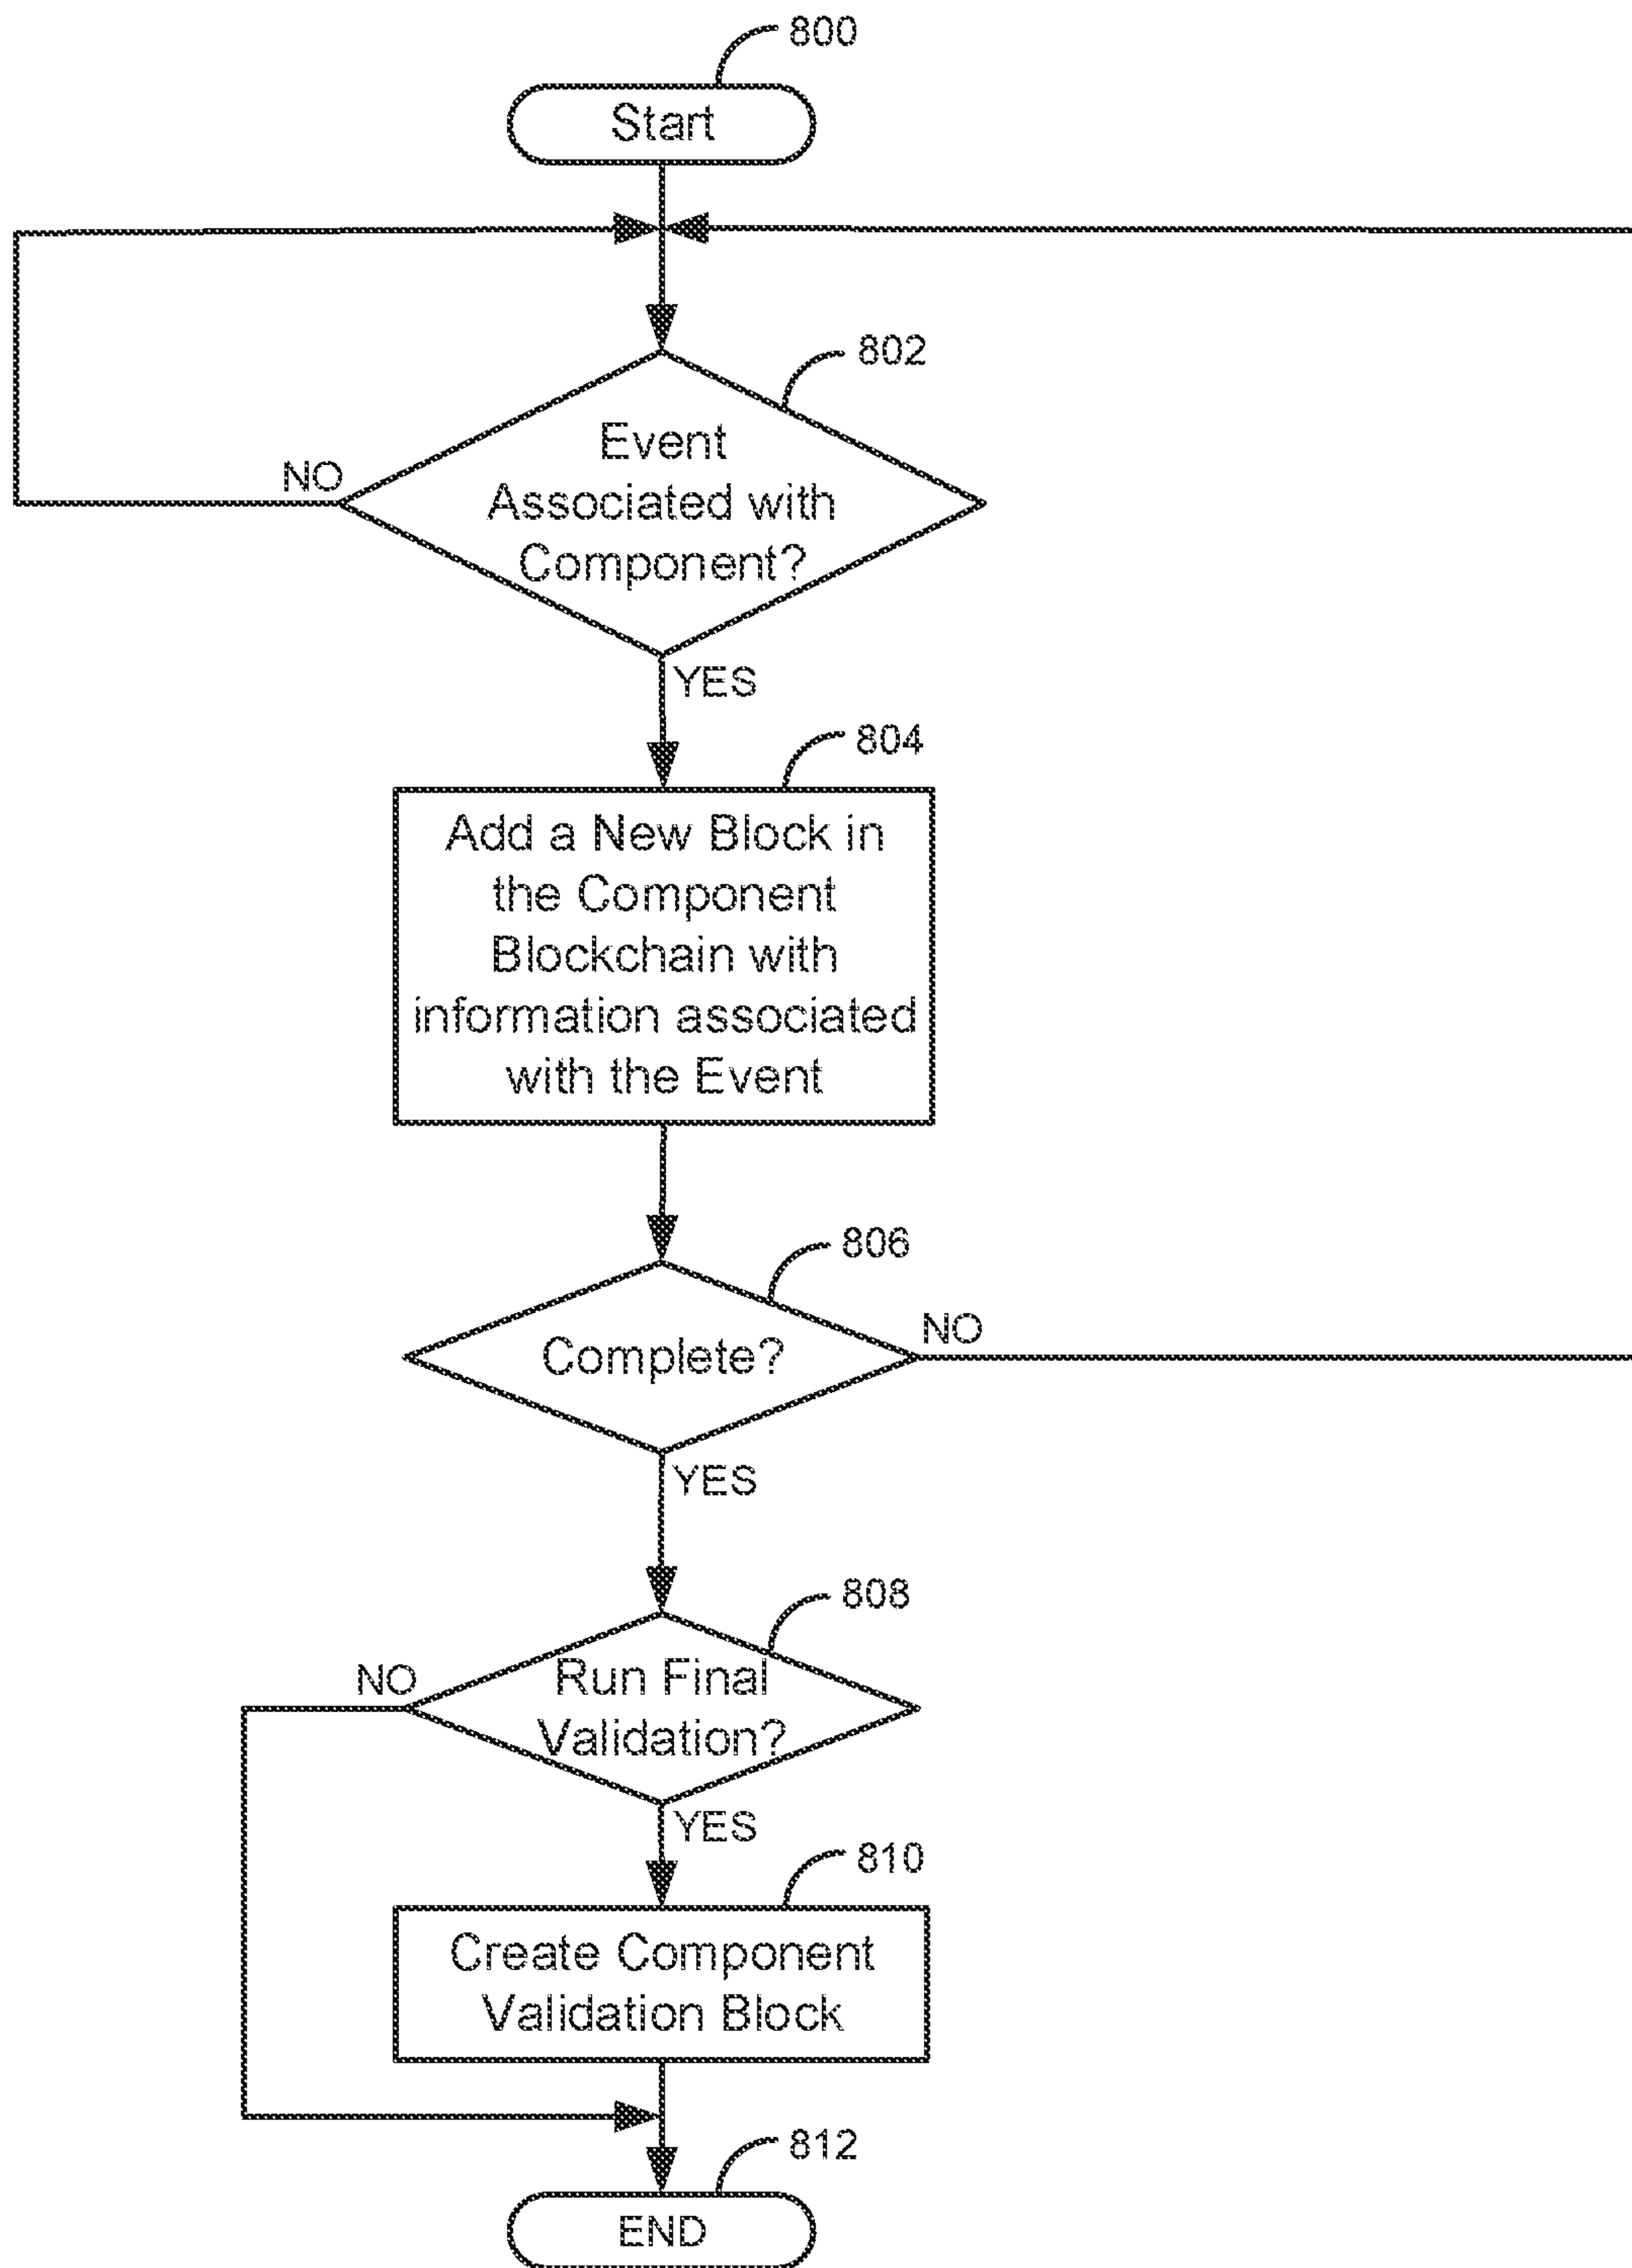 800
Start
802
Event
Associated with
Component?
NO
YES
804
Add a New Block in
the Component
Blockchain with
information associated
with the Event
806
Complete?
NO
YES
808
Run Final
Validation?
NO
YES
810
Create Component
Validation Block
812
END